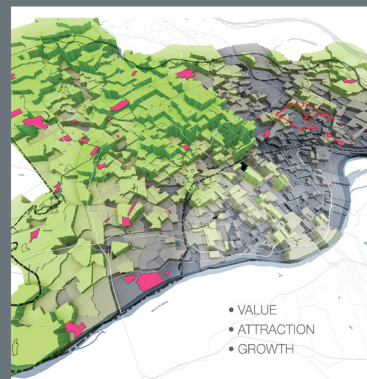 • VALUE
• ATTRACTION
• GROWTH